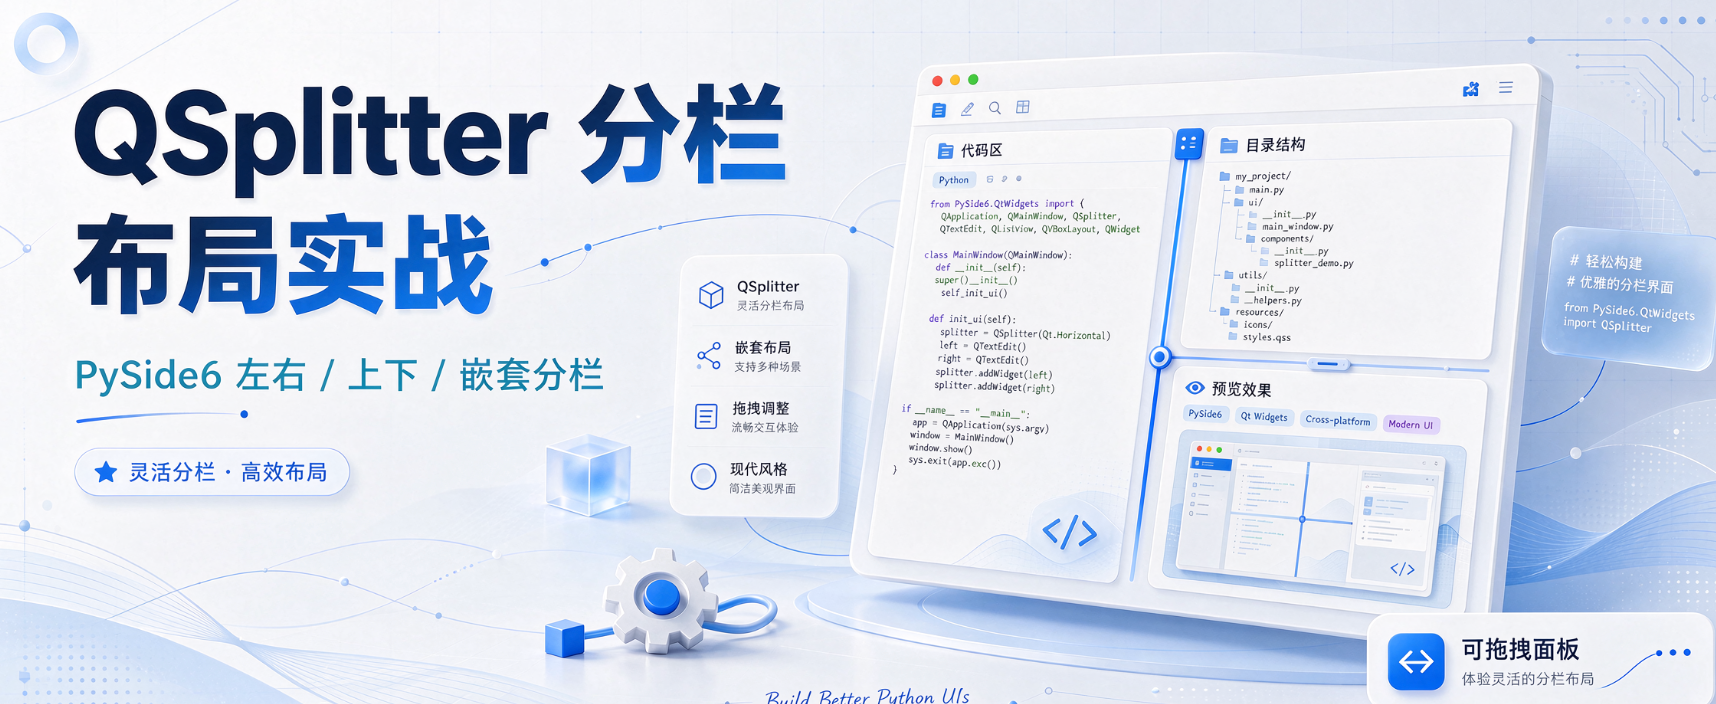 QSplitter 分栏
布局实战
PySide6 左右 / 上下 / 嵌套分栏
灵活分栏 · 高效布局
QSplitter
灵活分栏布局
嵌套布局
支持多种场景
拖拽调整
流畅交互体验
现代风格
简洁美观界面
代码区
Python
from PySide6.QtWidgets import {
QApplication, QMainWindow, QSplitter,
QTextEdit, QListViow, QVBoxLayout, QWidget
class MainWindow(QMainWindow):
def __init__(self):
super()__init__()
self_init_ui()
def init_ui(self):
splitter = QSplitter(Qt.Horizontal)
left = QTextEdit()
right = QTextEdit()
splitter.addWidget(left)
splitter.addWidget(right)
if __name__ == "__main__":
app = QApplication(sys.argv)
window = MainWindow()
window.show()
sys.exit(app.exc())
}
</>
目录结构
my_project/
main.py
ui/
__init__.py
main_window.py
components/
__init__.py
splitter_demo.py
utils/
__init__.py
__helpers.py
resources/
icons/
styles.qss
预览效果
PySide6
Qt Widgets
Cross-platform
Modern UI
</>
# 轻松构建
# 优雅的分栏界面
from PySide6.QtWidgets
import QSplitter
可拖拽面板
体验灵活的分栏布局
Build Better Python UIs